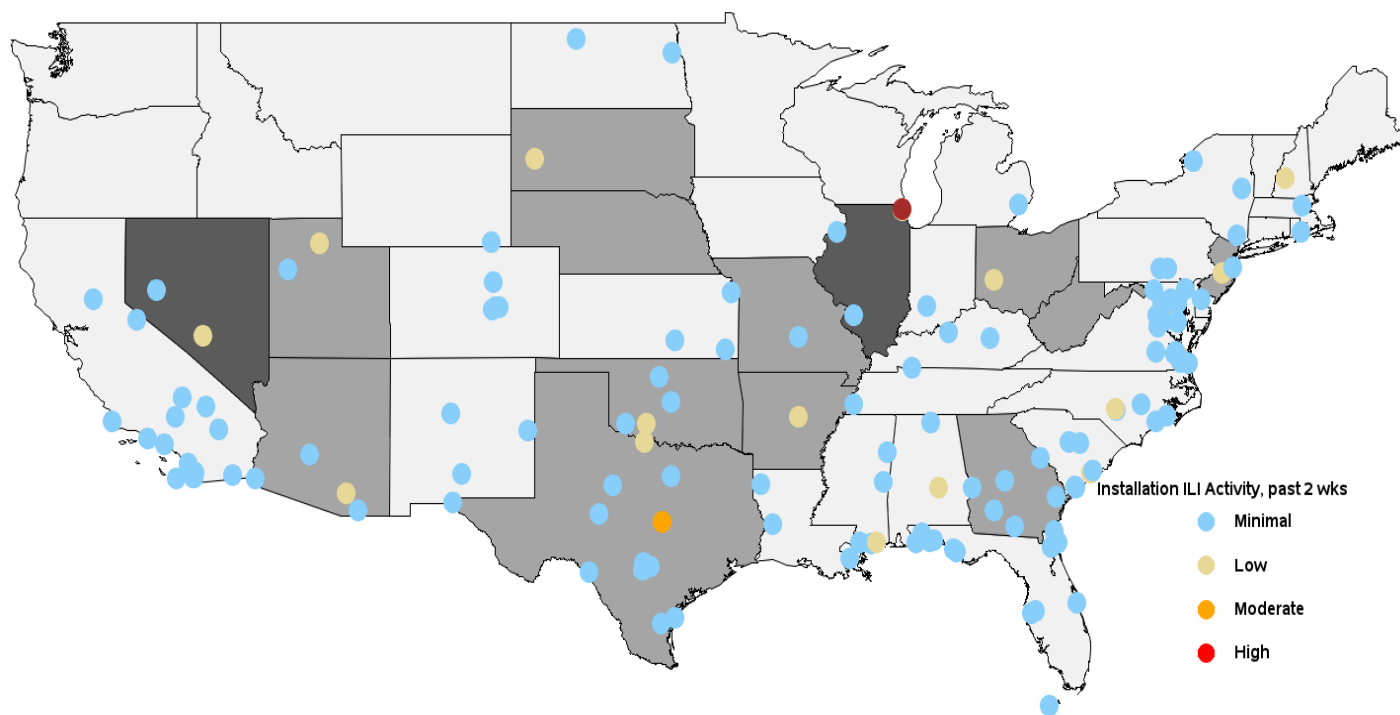 Installation ILI Activity, past 2 wks
Minimal
Low
Moderate
High